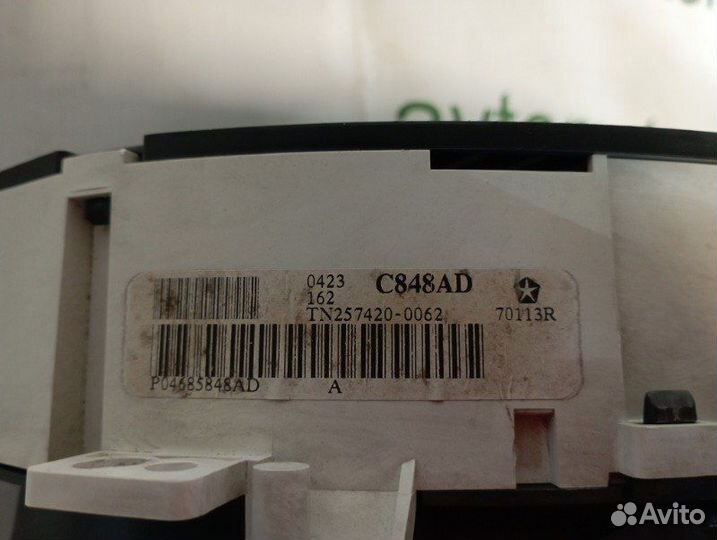 0423 C848AD
162
TN257420-0062 70113R
P04685848AD A
Avito